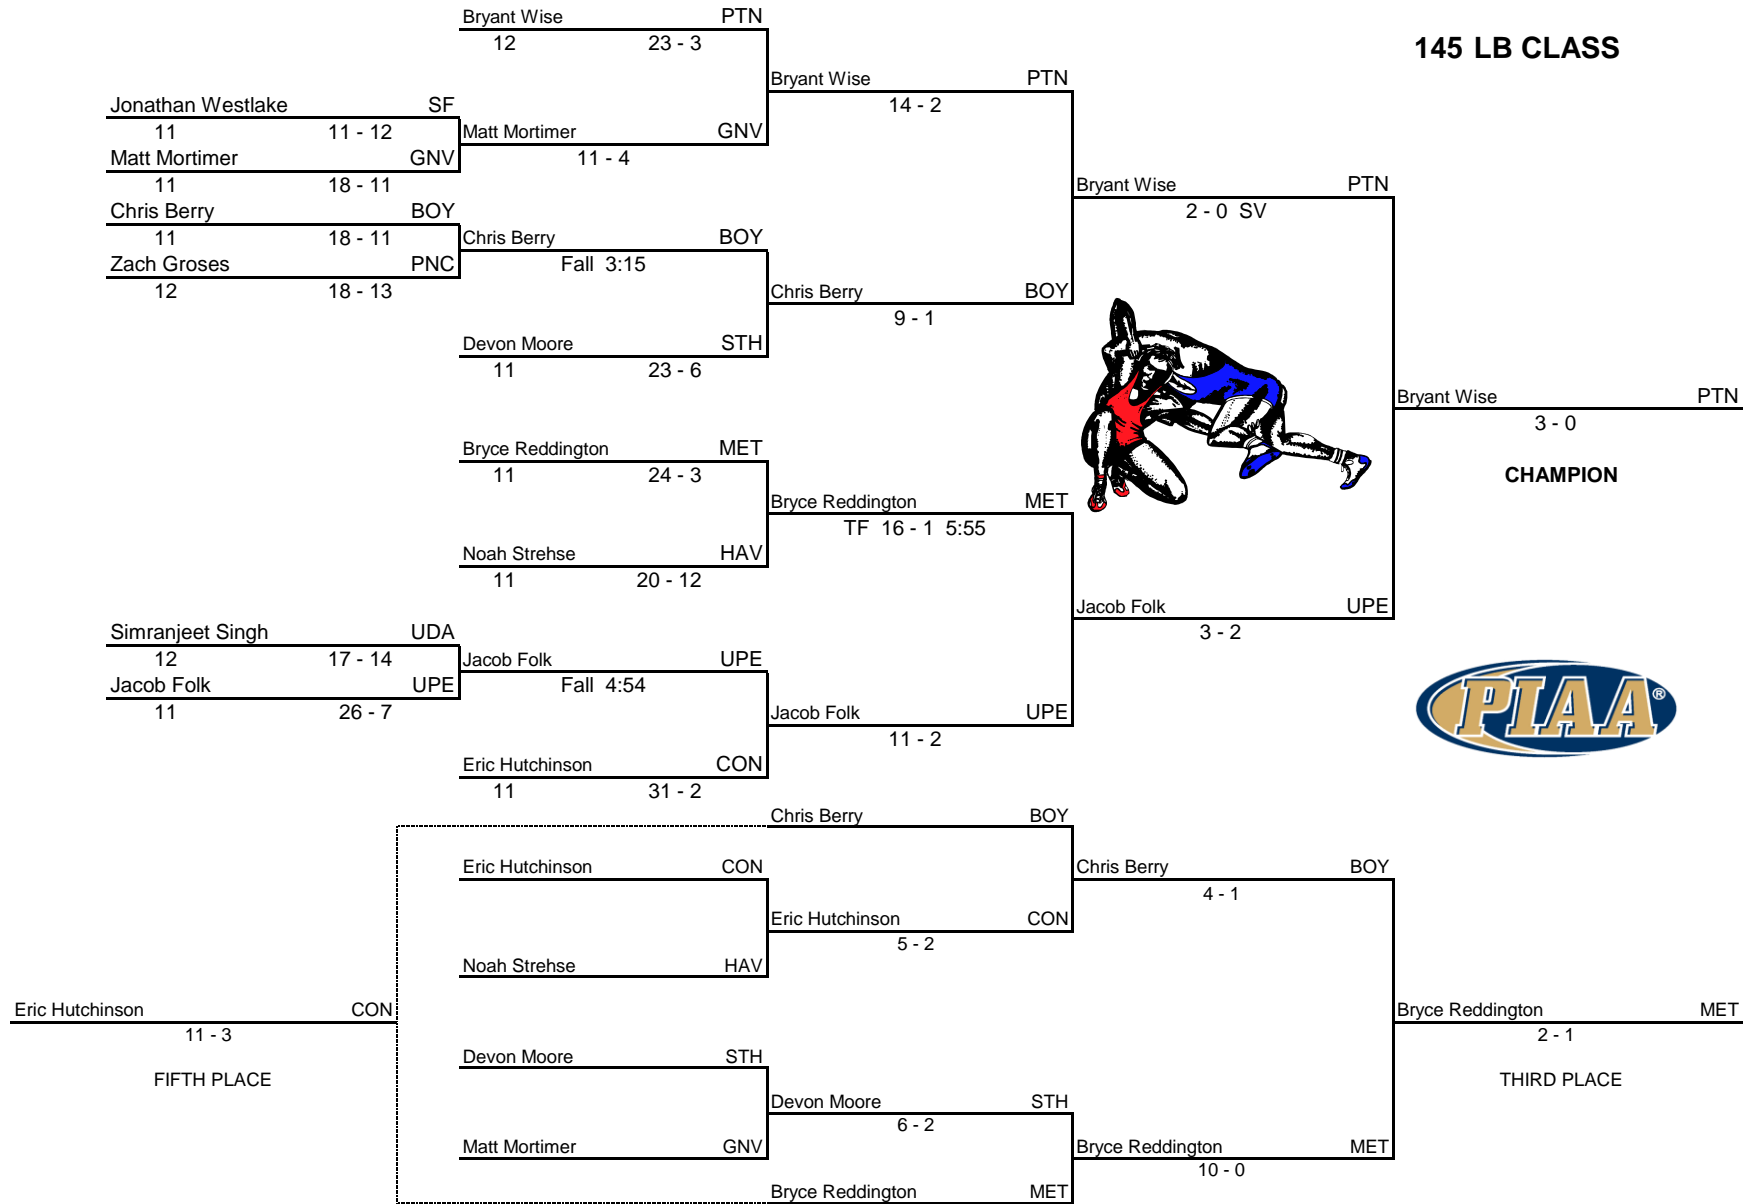 Bryant Wise PTN
12 23 - 3
145 LB CLASS
Bryant Wise PTN
14 - 2
Jonathan Westlake SF
11 11 - 12
Matt Mortimer GNV
11 - 4
Matt Mortimer GNV
11 18 - 11
Bryant Wise PTN
2 - 0 SV
Chris Berry BOY
11 18 - 11
Chris Berry BOY
Fall 3:15
Zach Groses PNC
12 18 - 13
Chris Berry BOY
9 - 1
Devon Moore STH
11 23 - 6
Bryant Wise PTN
3 - 0
CHAMPION
Bryce Reddington MET
11 24 - 3
Bryce Reddington MET
TF 16 - 1 5:55
Noah Strehse HAV
11 20 - 12
Jacob Folk UPE
3 - 2
Simranjeet Singh UDA
12 17 - 14
Jacob Folk UPE
Fall 4:54
Jacob Folk UPE
11 26 - 7
Jacob Folk UPE
11 - 2
PIAA®
Eric Hutchinson CON
11 31 - 2
Chris Berry BOY
Eric Hutchinson CON
Chris Berry BOY
4 - 1
Eric Hutchinson CON
5 - 2
Noah Strehse HAV
Eric Hutchinson CON
11 - 3
FIFTH PLACE
Bryce Reddington MET
2 - 1
THIRD PLACE
Devon Moore STH
Devon Moore STH
6 - 2
Matt Mortimer GNV
Bryce Reddington MET
10 - 0
Bryce Reddington MET